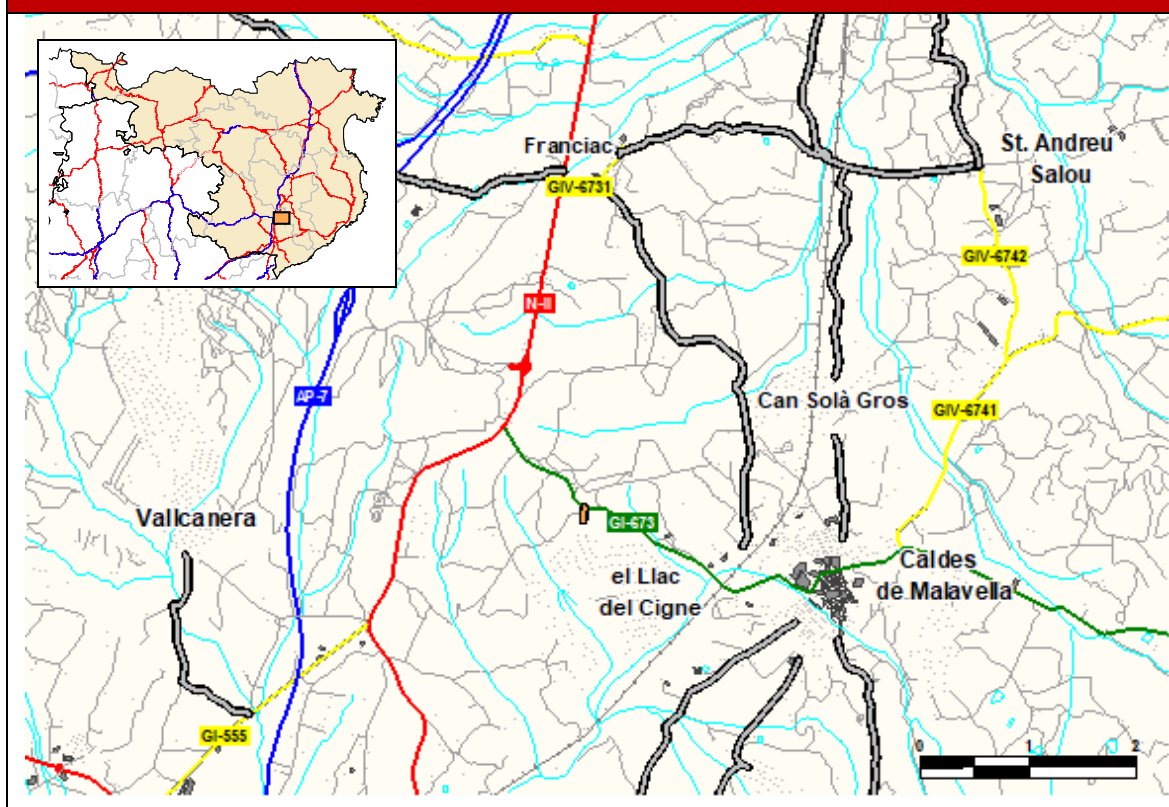 Franciac
St. Andreu
Salou
GIV-6731
GIV-6742
N-II
AP-7
Can Solà Gros
GIV-6741
Vallcanera
GI-673
el Llac
del Cigne
Caldes
de Malavella
GI-555
0 1 2